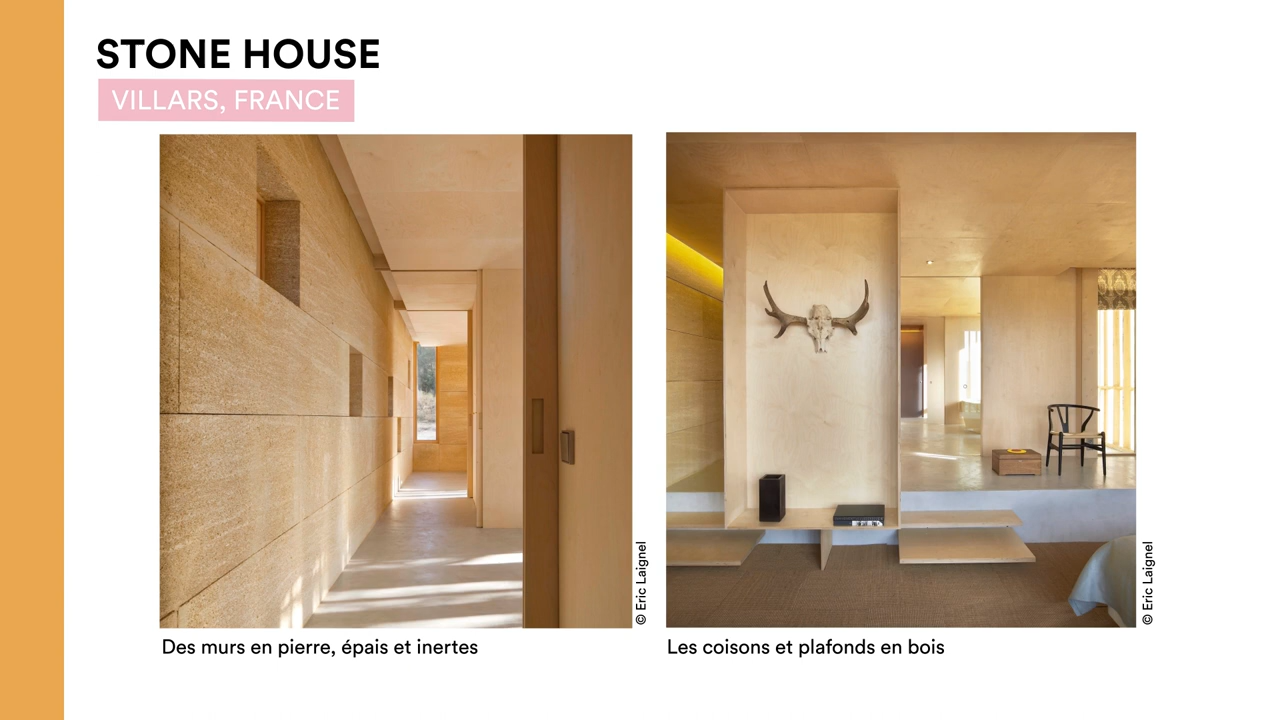 STONE HOUSE
VILLARS, FRANCE
© Eric Laignel
© Eric Laignel
Des murs en pierre, épais et inertes
Les coisons et plafonds en bois